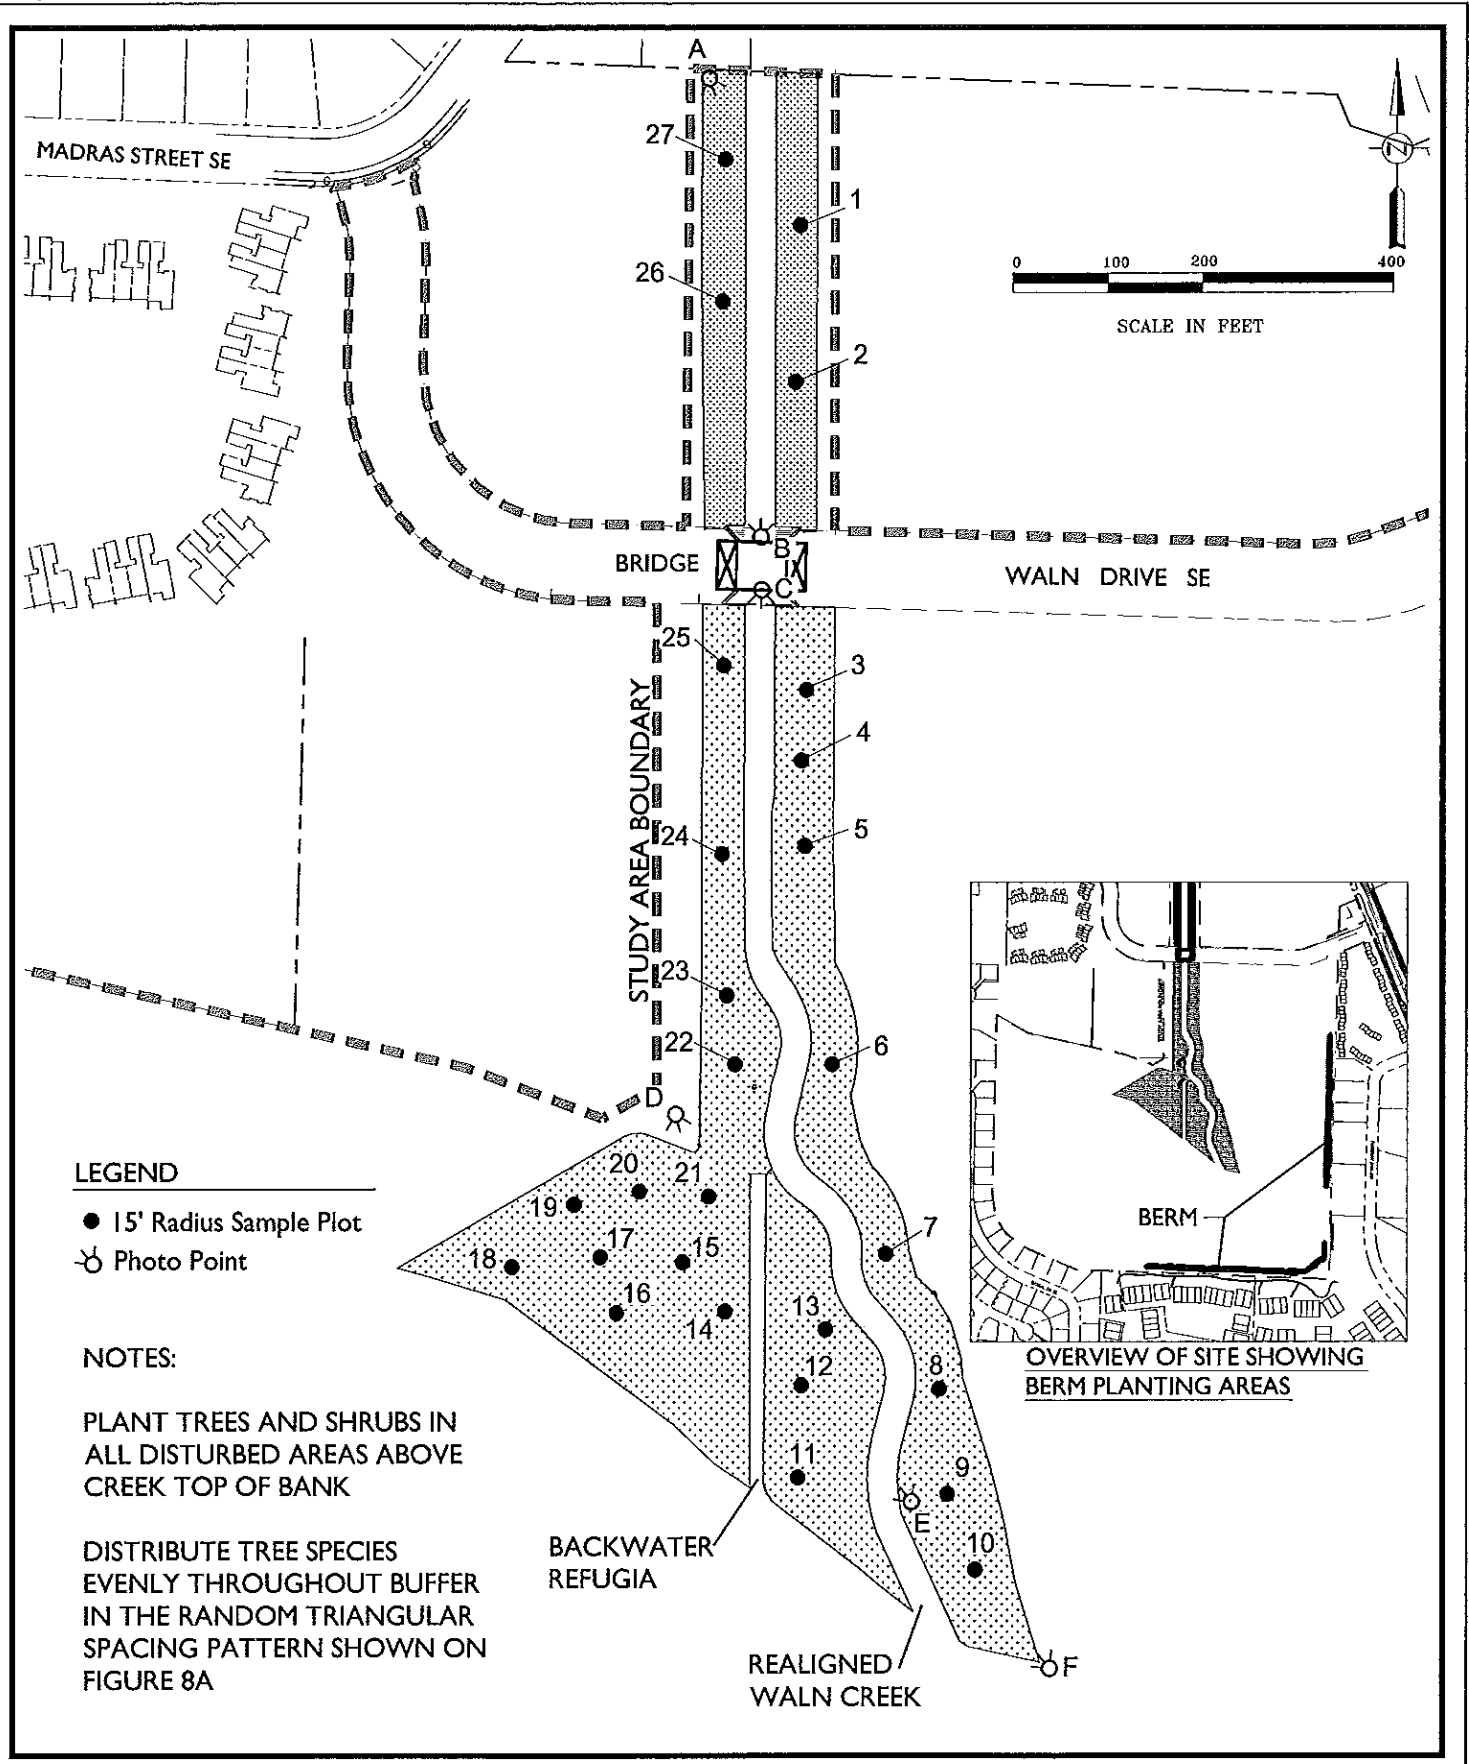 A
27
MADRAS STREET SE
N
1
0 100 200 400
SCALE IN FEET
26
2
BRIDGE
B
C
WALN DRIVE SE
25
3
4
STUDY AREA BOUNDARY
24
5
23
22
6
D
LEGEND
15' Radius Sample Plot
Photo Point
20
21
19
17
15
18
16
14
7
13
12
8
11
9
E
10
F
BERM
OVERVIEW OF SITE SHOWING
BERM PLANTING AREAS
NOTES:
PLANT TREES AND SHRUBS IN
ALL DISTURBED AREAS ABOVE
CREEK TOP OF BANK
DISTRIBUTE TREE SPECIES
EVENLY THROUGHOUT BUFFER
IN THE RANDOM TRIANGULAR
SPACING PATTERN SHOWN ON
FIGURE 8A
BACKWATER
REFUGIA
REALIGNED
WALN CREEK